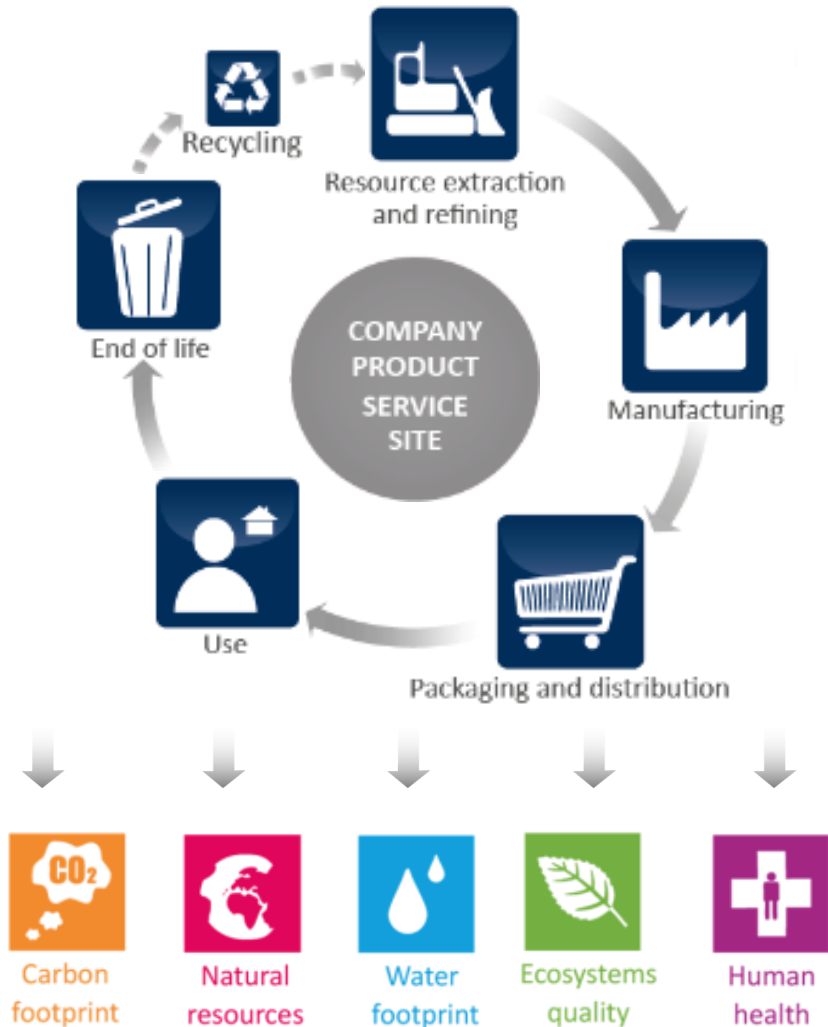 Recycling
Resource extraction
and refining
End of life
COMPANY
PRODUCT
SERVICE
SITE
Manufacturing
Use
Packaging and distribution
CO2
Carbon
footprint
Natural
resources
Water
footprint
Ecosystems
quality
Human
health